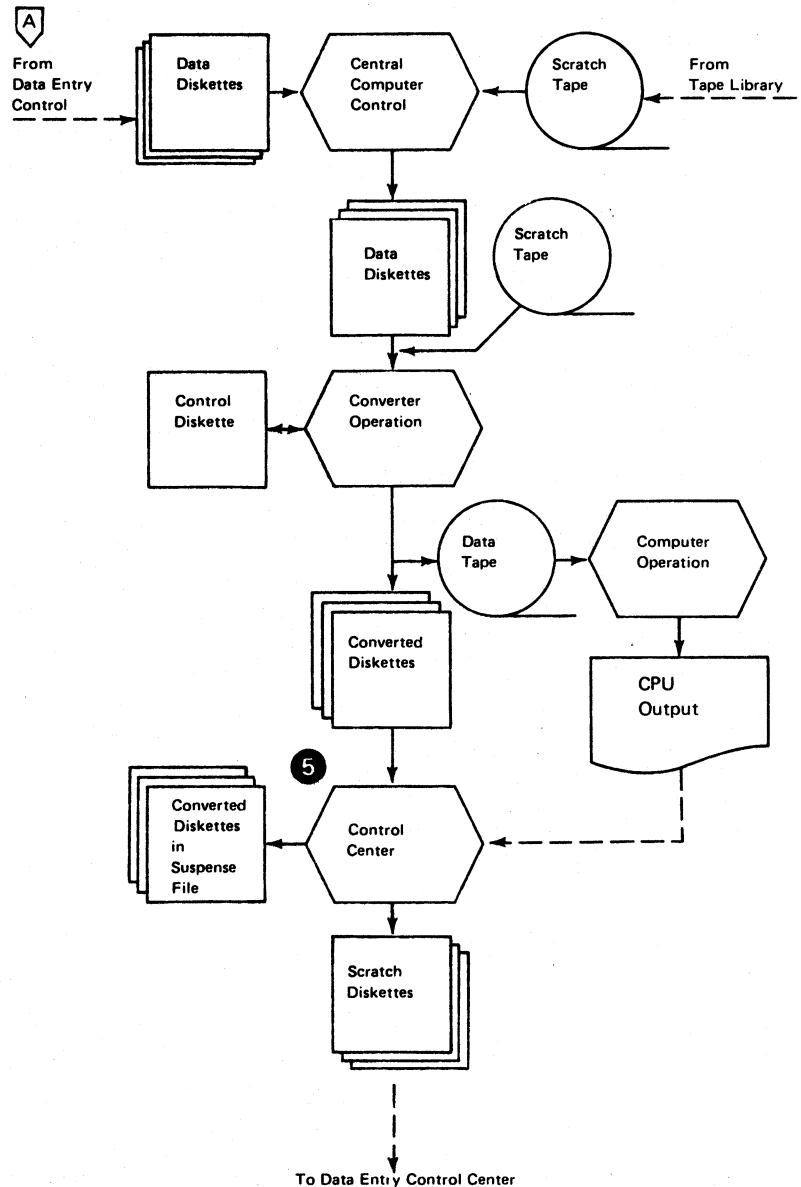 A
From
Data Entry
Control
Data
Diskettes
Central
Computer
Control
Scratch
Tape
From
Tape Library
Data
Diskettes
Scratch
Tape
Control
Diskette
Converter
Operation
Data
Tape
Computer
Operation
Converted
Diskettes
CPU
Output
5
Converted
Diskettes
in
Suspense
File
Control
Center
Scratch
Diskettes
To Data Entry Control Center